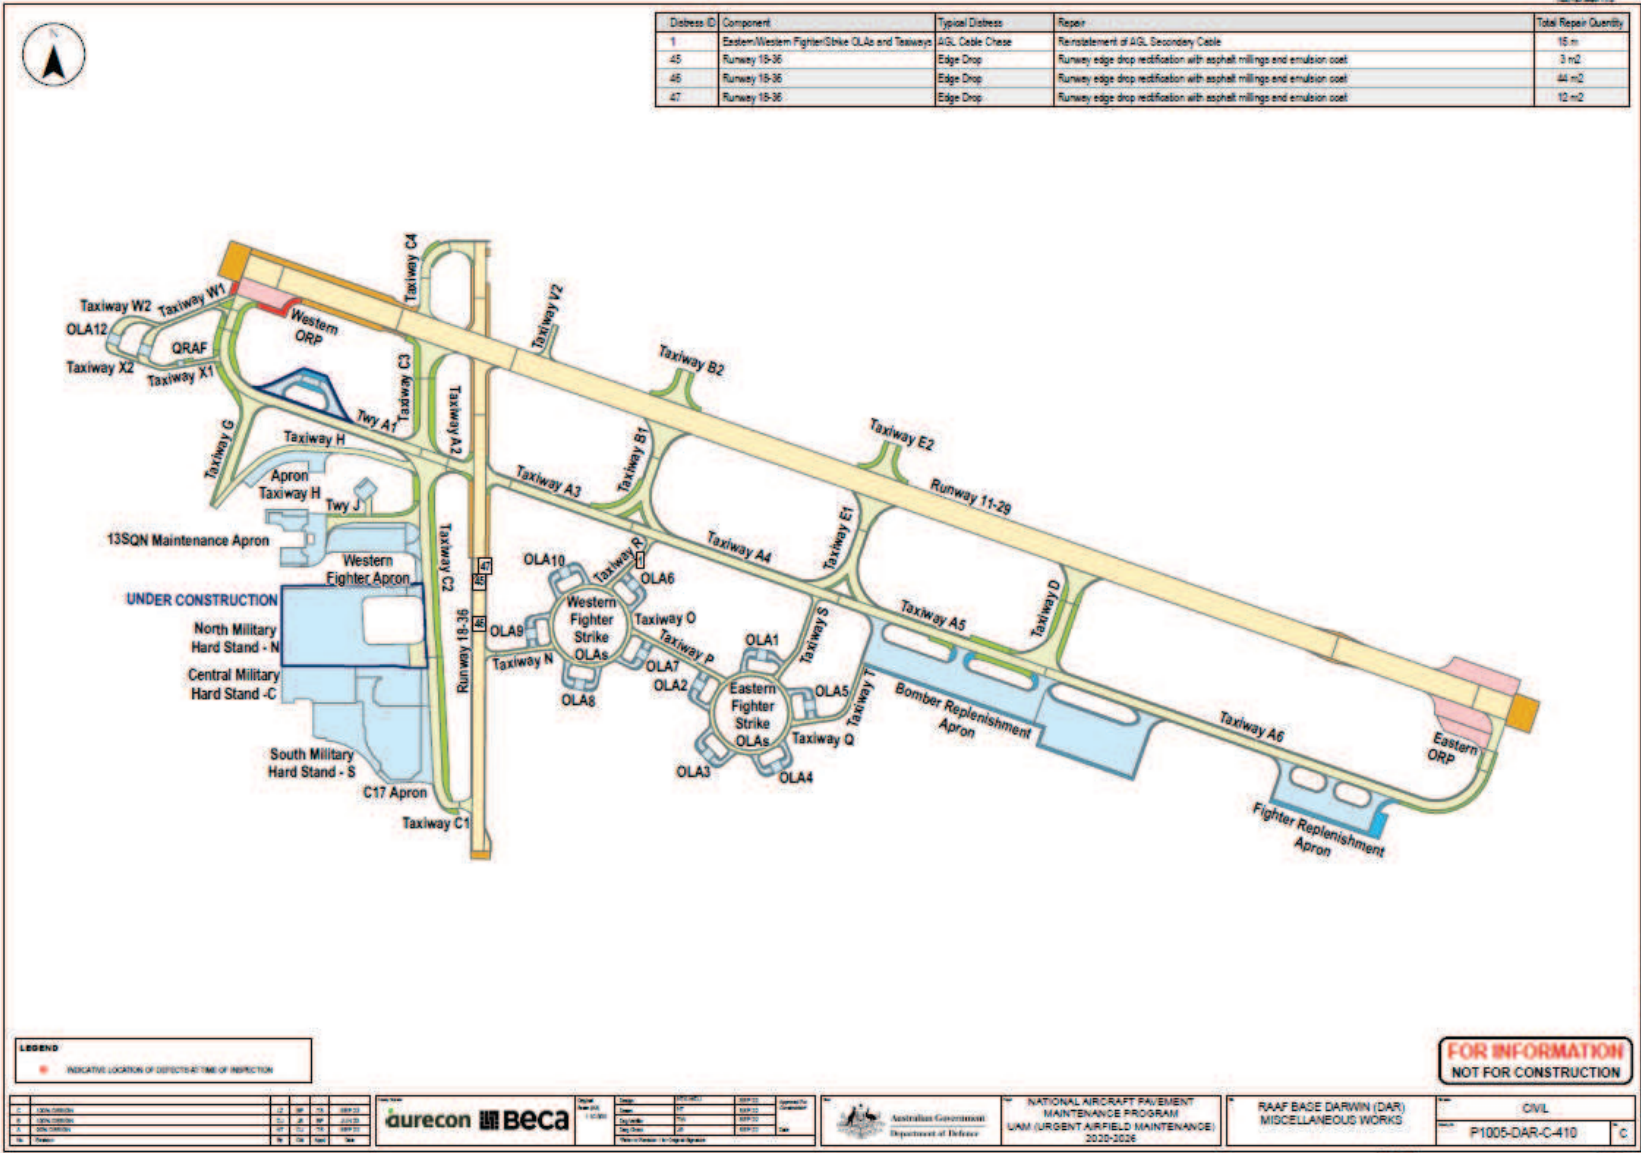 N
Distress ID Component Typical Distress Repair Total Repair Quantity
1 Eastern/Western Fighter/Strike OLAs and Taxiways AGL Cable Chase Reinstatement of AGL Secondary Cable 15 m
45 Runway 18-36 Edge Drop Runway edge drop rectification with asphalt millings and emulsion coat 3 m2
46 Runway 18-36 Edge Drop Runway edge drop rectification with asphalt millings and emulsion coat 44 m2
47 Runway 18-36 Edge Drop Runway edge drop rectification with asphalt millings and emulsion coat 12 m2
Taxiway C4
Taxiway W2
Taxiway W1
OLA12
QRAF
Taxiway X2
Taxiway X1
Western
ORP
Taxiway V2
Taxiway C3
Taxiway A2
Taxiway B2
Twy A1
Taxiway G
Taxiway H
Apron
Taxiway H
Twy J
Taxiway A3
Taxiway B1
Taxiway E2
Runway 11-29
13SQN Maintenance Apron
Western
Fighter Apron
Taxiway C2
Taxiway A4
Taxiway E1
UNDER CONSTRUCTION
North Military
Hard Stand - N
Central Military
Hard Stand -C
South Military
Hard Stand - S
C17 Apron
Taxiway C1
Runway 18-36
47
45
46
1
OLA10
Taxiway R
OLA6
Western
Fighter
Strike
OLAs
OLA9
Taxiway N
OLA8
Taxiway O
Taxiway P
OLA7
OLA2
OLA1
Taxiway S
Eastern
Fighter
Strike
OLAs
OLA5
Taxiway T
Taxiway Q
OLA3
OLA4
Taxiway A5
Taxiway D
Bomber Replenishment
Apron
Taxiway A6
Eastern
ORP
Fighter Replenishment
Apron
LEGEND
INDICATIVE LOCATION OF DEFECTS AT TIME OF INSPECTION
FOR INFORMATION
NOT FOR CONSTRUCTION
aurecon BECA
Australian Government
Department of Defence
NATIONAL AIRCRAFT PAVEMENT
MAINTENANCE PROGRAM
UAM (URGENT AIRFIELD MAINTENANCE)
2020-2026
RAAF BASE DARWIN (DAR)
MISCELLANEOUS WORKS
CIVIL
P1005-DAR-C-410 C